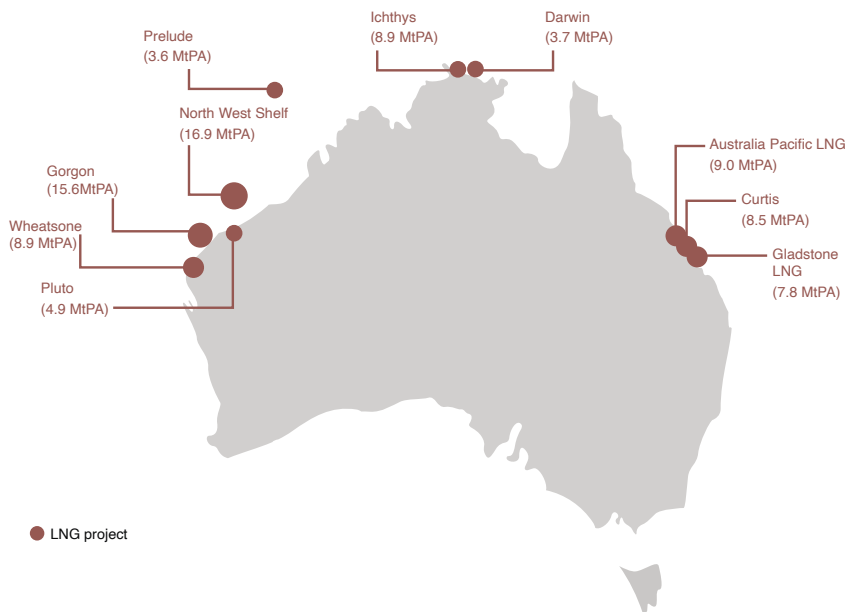 Ichthys
(8.9 MtPA)
Darwin
(3.7 MtPA)
Prelude
(3.6 MtPA)
North West Shelf
(16.9 MtPA)
Gorgon
(15.6MtPA)
Wheatsone
(8.9 MtPA)
Pluto
(4.9 MtPA)
Australia Pacific LNG
(9.0 MtPA)
Curtis
(8.5 MtPA)
Gladstone
LNG
(7.8 MtPA)
LNG project